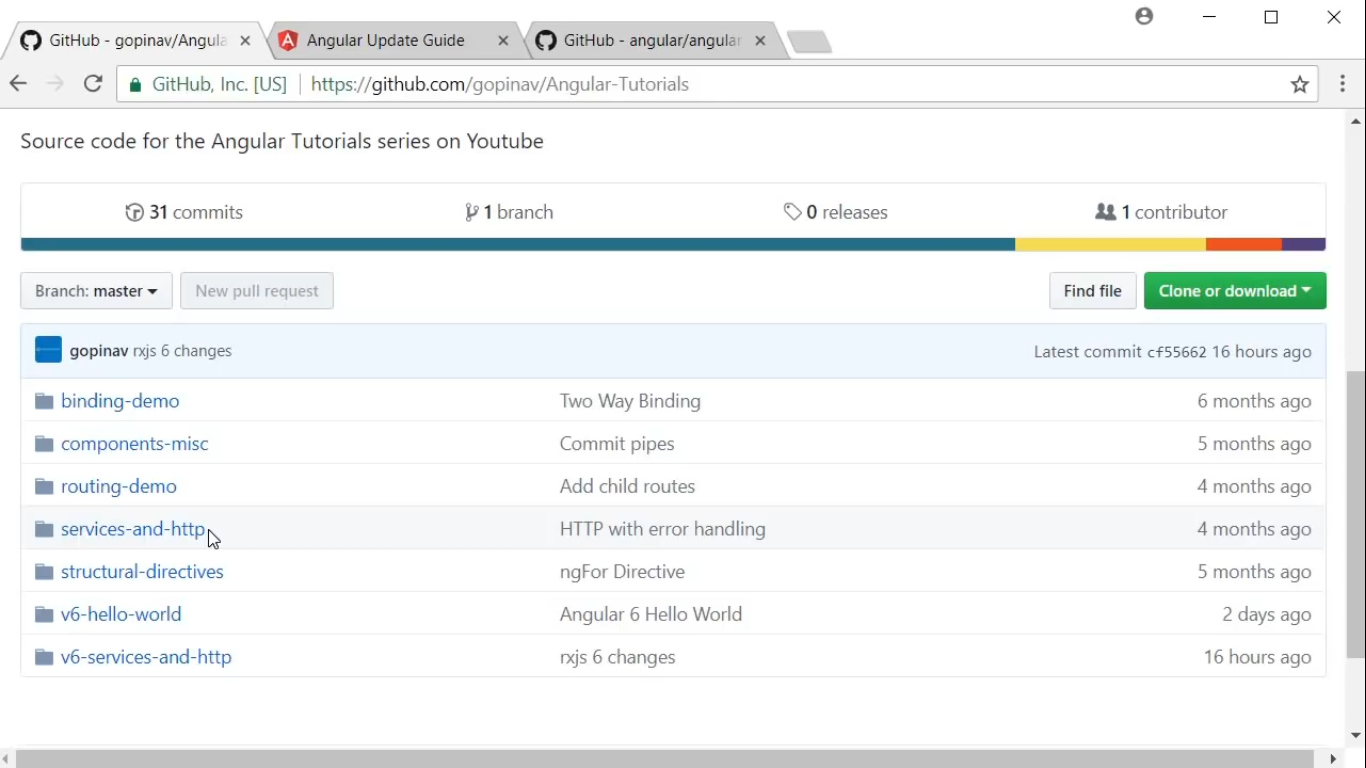 GitHub - gopinav/Angula
Angular Update Guide
GitHub - angular/angular
GitHub, Inc. [US] https://github.com/gopinav/Angular-Tutorials
Source code for the Angular Tutorials series on Youtube
31 commits
1 branch
0 releases
1 contributor
Branch: master
New pull request
Find file
Clone or download
gopinav rxjs 6 changes
Latest commit cf55662 16 hours ago
binding-demo Two Way Binding 6 months ago
components-misc Commit pipes 5 months ago
routing-demo Add child routes 4 months ago
services-and-http HTTP with error handling 4 months ago
structural-directives ngFor Directive 5 months ago
v6-hello-world Angular 6 Hello World 2 days ago
v6-services-and-http rxjs 6 changes 16 hours ago